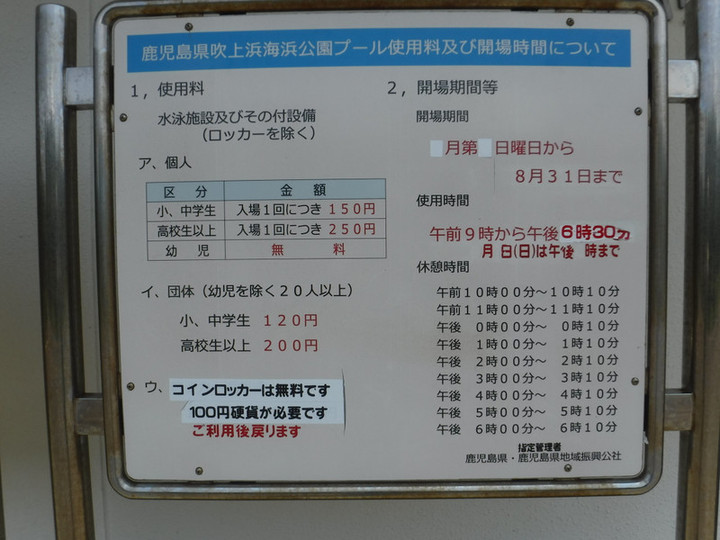 鹿児島県吹上浜海浜公園プール使用料及び開場時間について
1，使用料
水泳施設及びその付設備
（ロッカーを除く）
ア、個人
区　分　金　額
小、中学生　入場1回につき 150円
高校生以上　入場1回につき 250円
幼　児　無　料
イ、団体（幼児を除く20人以上）
小、中学生　120円
高校生以上　200円
ウ、コインロッカーは無料です
100円硬貨が必要です
ご利用後戻ります
2，開場期間等
開場期間
月第　日曜日から
8月31日まで
使用時間
午前9時から午後6時30分
月 日(日)は午後　時まで
休憩時間
午前10時00分～10時10分
午前11時00分～11時10分
午後　0時00分～　0時10分
午後　1時00分～　1時10分
午後　2時00分～　2時10分
午後　3時00分～　3時10分
午後　4時00分～　4時10分
午後　5時00分～　5時10分
午後　6時00分～　6時10分
指定管理者
鹿児島県・鹿児島県地域振興公社